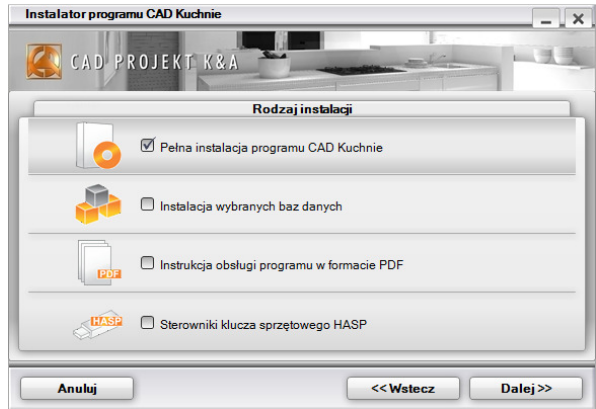 Instalator programu CAD Kuchnie
CAD PROJEKT K&A
Rodzaj instalacji
Pełna instalacja programu CAD Kuchnie
Instalacja wybranych baz danych
PDF
Instrukcja obsługi programu w formacie PDF
HASP
Sterowniki klucza sprzętowego HASP
Anuluj
<< Wstecz
Dalej >>